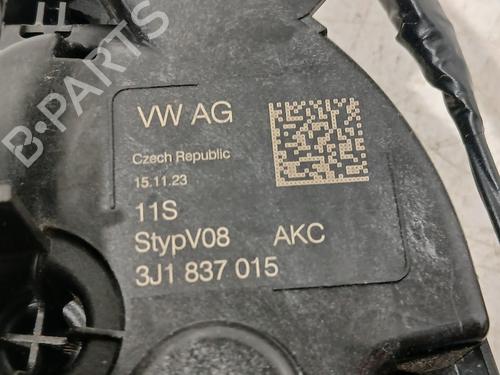 B-PARTS
VW AG
Czech Republic
15.11.23
11S
StypV08 AKC
3J1 837 015